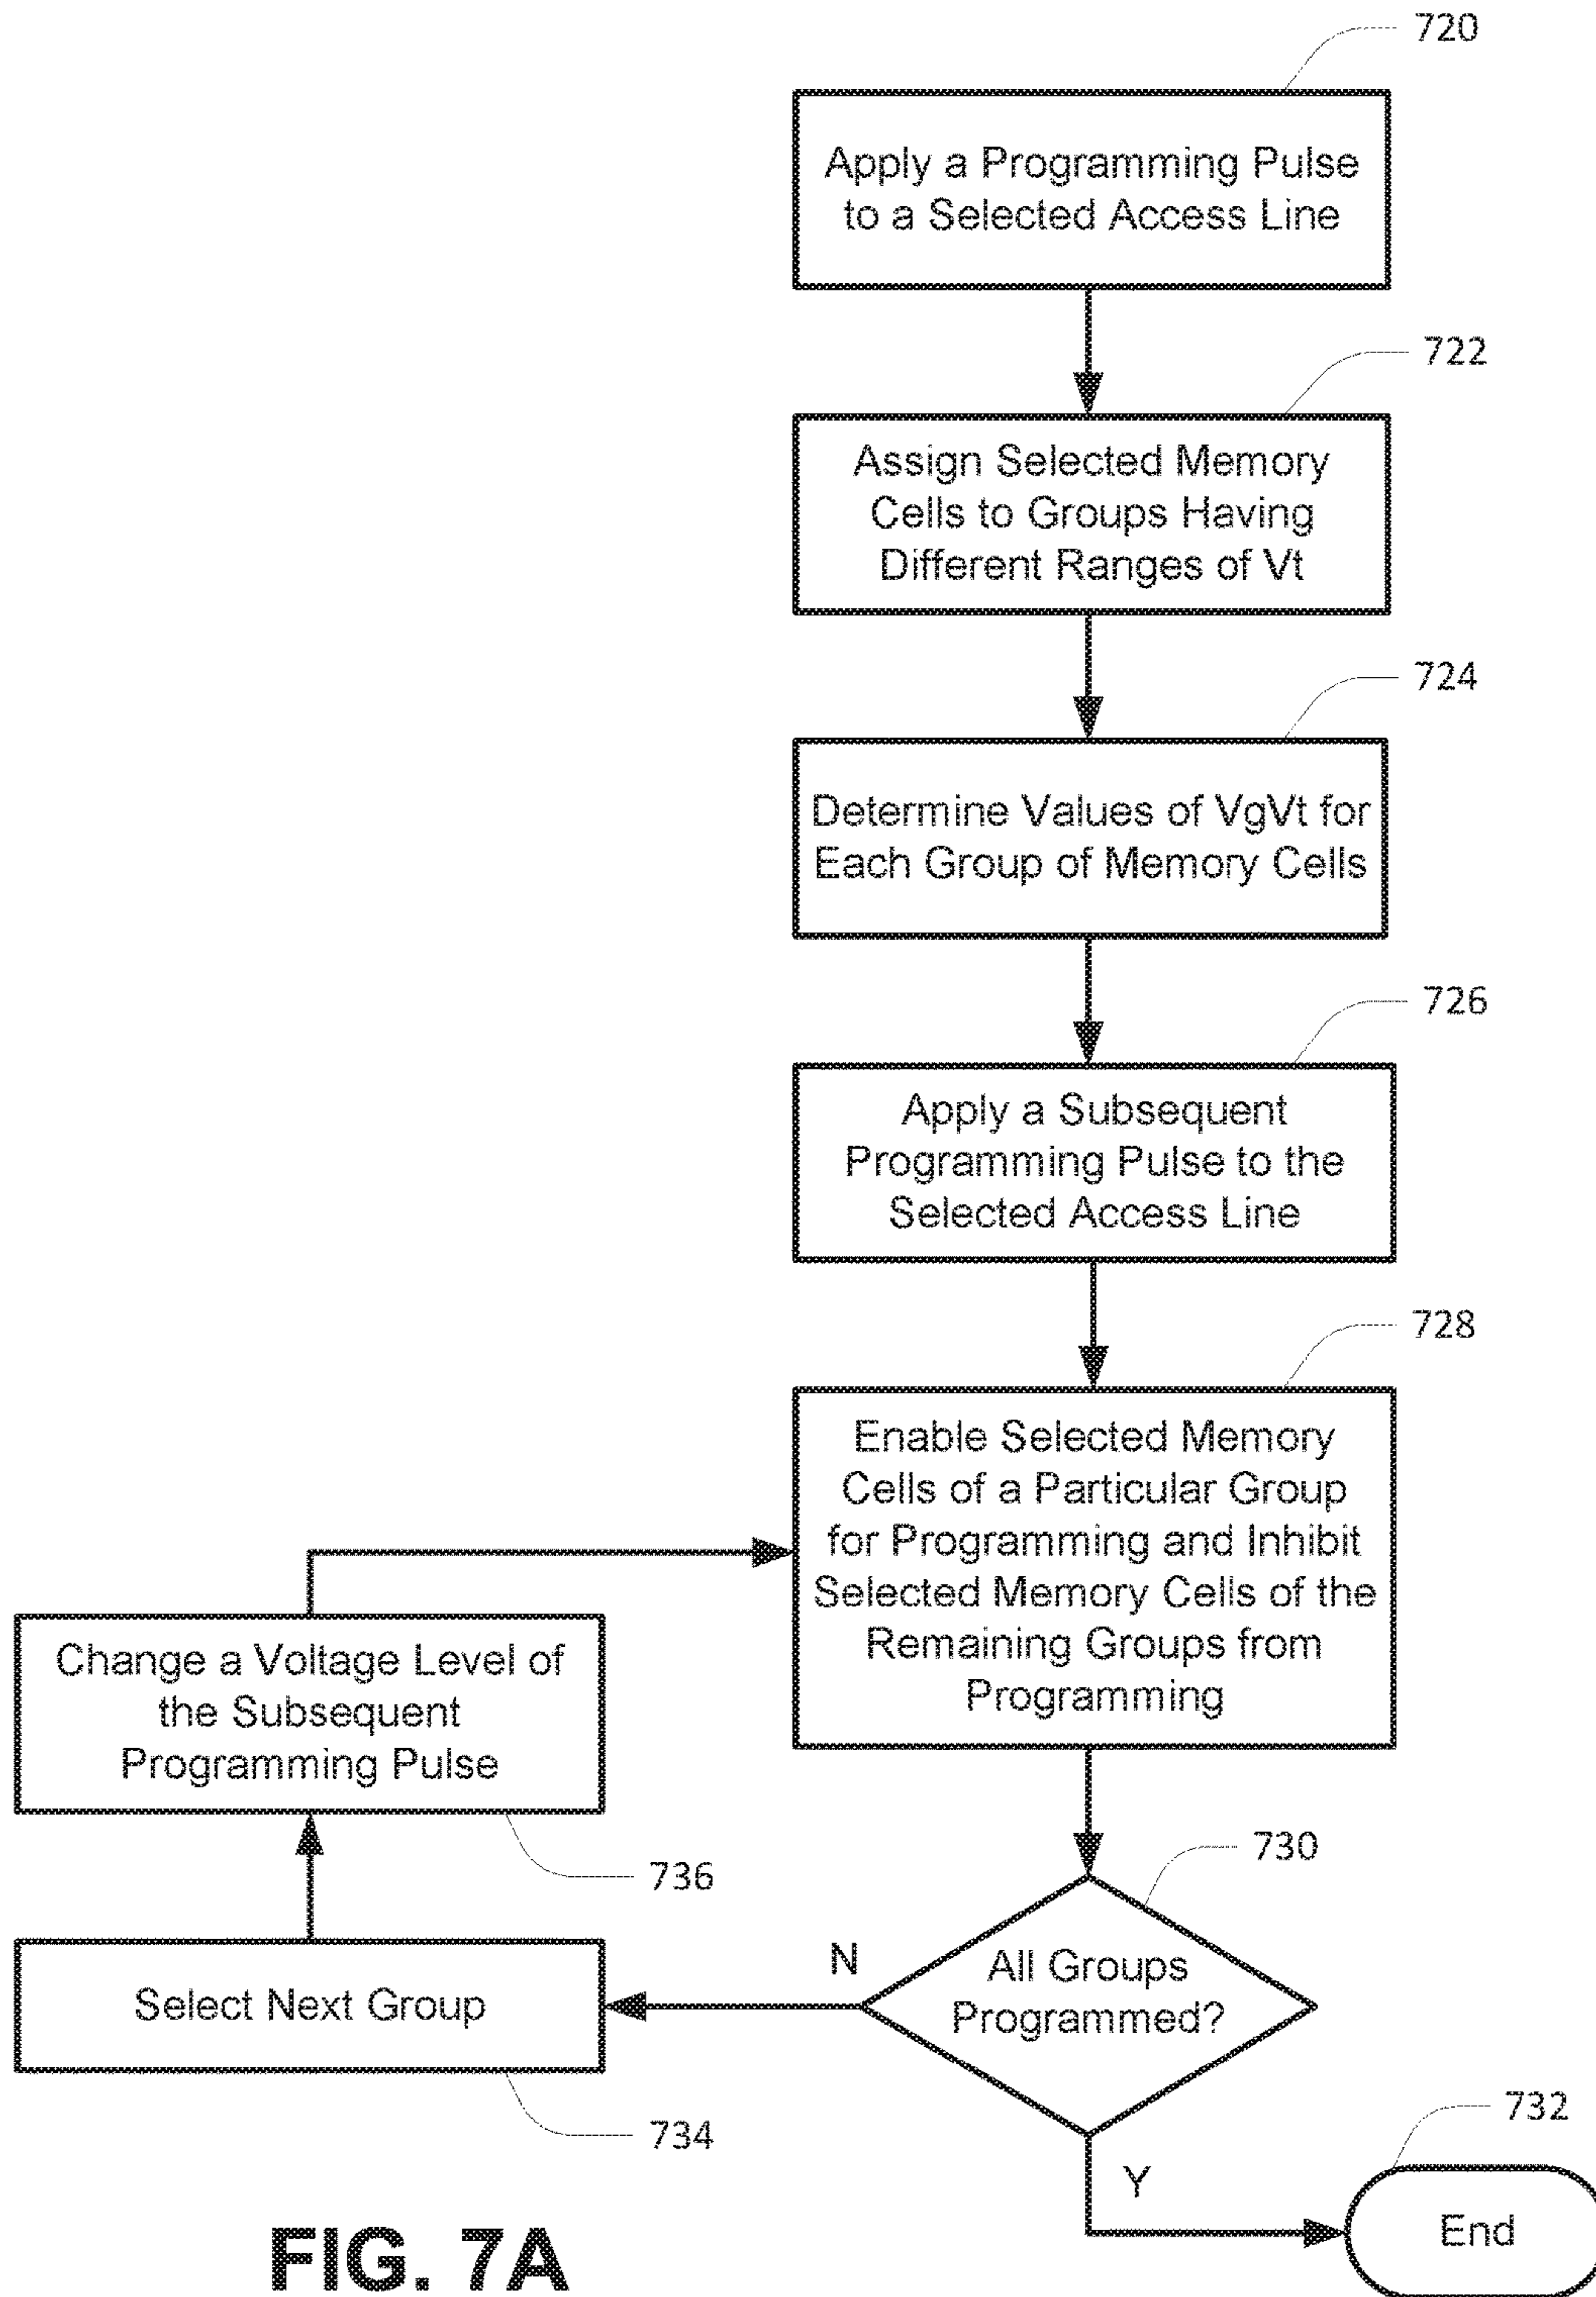 720
Apply a Programming Pulse
to a Selected Access Line
722
Assign Selected Memory
Cells to Groups Having
Different Ranges of Vt
724
Determine Values of VgVt for
Each Group of Memory Cells
726
Apply a Subsequent
Programming Pulse to the
Selected Access Line
728
Enable Selected Memory
Cells of a Particular Group
for Programming and Inhibit
Selected Memory Cells of the
Remaining Groups from
Programming
Change a Voltage Level of
the Subsequent
Programming Pulse
736
730
All Groups
Programmed?
N
Select Next Group
734
Y
732
End
FIG. 7A